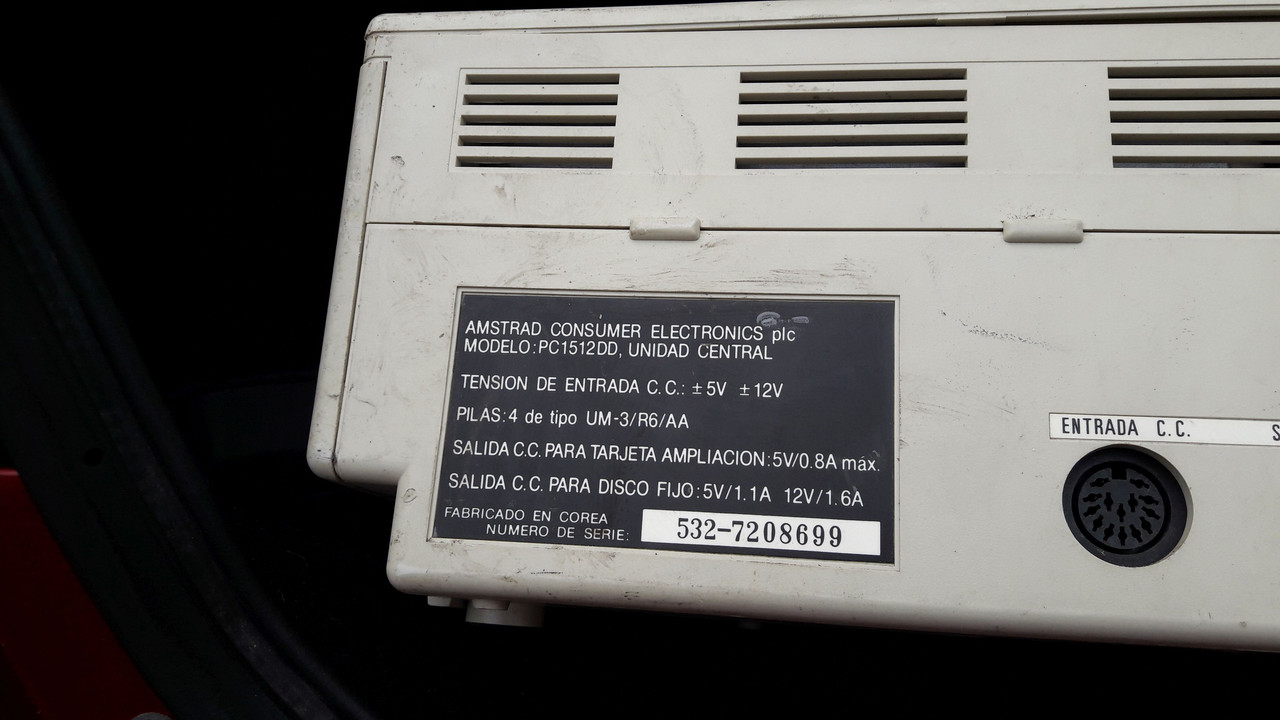 AMSTRAD CONSUMER ELECTRONICS plc
MODELO:PC1512DD, UNIDAD CENTRAL
TENSION DE ENTRADA C.C.: ±5V ±12V
PILAS:4 de tipo UM-3/R6/AA
SALIDA C.C. PARA TARJETA AMPLIACION:5V/0.8A máx.
SALIDA C.C. PARA DISCO FIJO:5V/1.1A 12V/1.6A
FABRICADO EN COREA
NUMERO DE SERIE: 532-7208699
ENTRADA C.C.